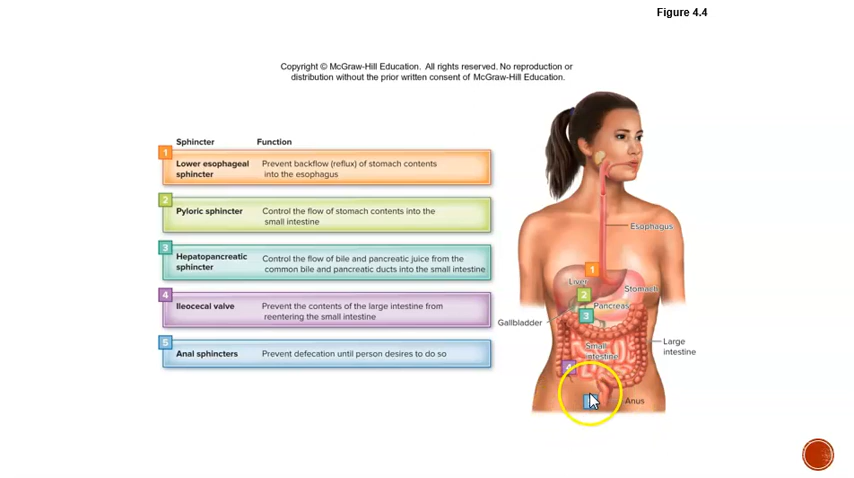 Figure 4.4
Copyright © McGraw-Hill Education. All rights reserved. No reproduction or
distribution without the prior written consent of McGraw-Hill Education.
Sphincter Function
1
Lower esophageal Prevent backflow (reflux) of stomach contents
sphincter into the esophagus
2
Pyloric sphincter Control the flow of stomach contents into the
small intestine
3
Hepatopancreatic Control the flow of bile and pancreatic juice from the
sphincter common bile and pancreatic ducts into the small intestine
4
Ileocecal valve Prevent the contents of the large intestine from
reentering the small intestine
5
Anal sphincters Prevent defecation until person desires to do so
Esophagus
1
Liver
Stomach
2
Pancreas
3
Gallbladder
Large
intestine
Small
intestine
4
Anus